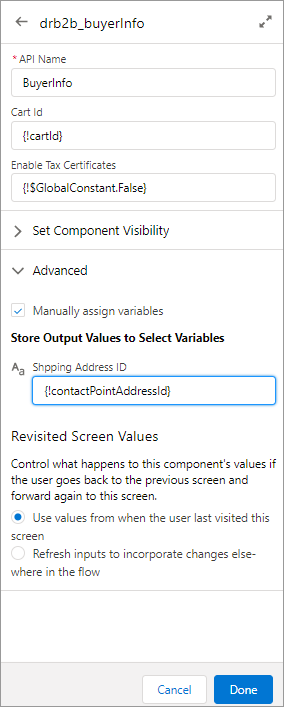 drb2b_buyerInfo
* API Name
BuyerInfo
Cart Id
{!cartId}
Enable Tax Certificates
{!$GlobalConstant.False}
Set Component Visibility
Advanced
Manually assign variables
Store Output Values to Select Variables
Aa Shpping Address ID
{!contactPointAddressId}
Revisited Screen Values
Control what happens to this component's values if
the user goes back to the previous screen and
forward again to this screen.
Use values from when the user last visited this
screen
Refresh inputs to incorporate changes else-
where in the flow
Cancel Done